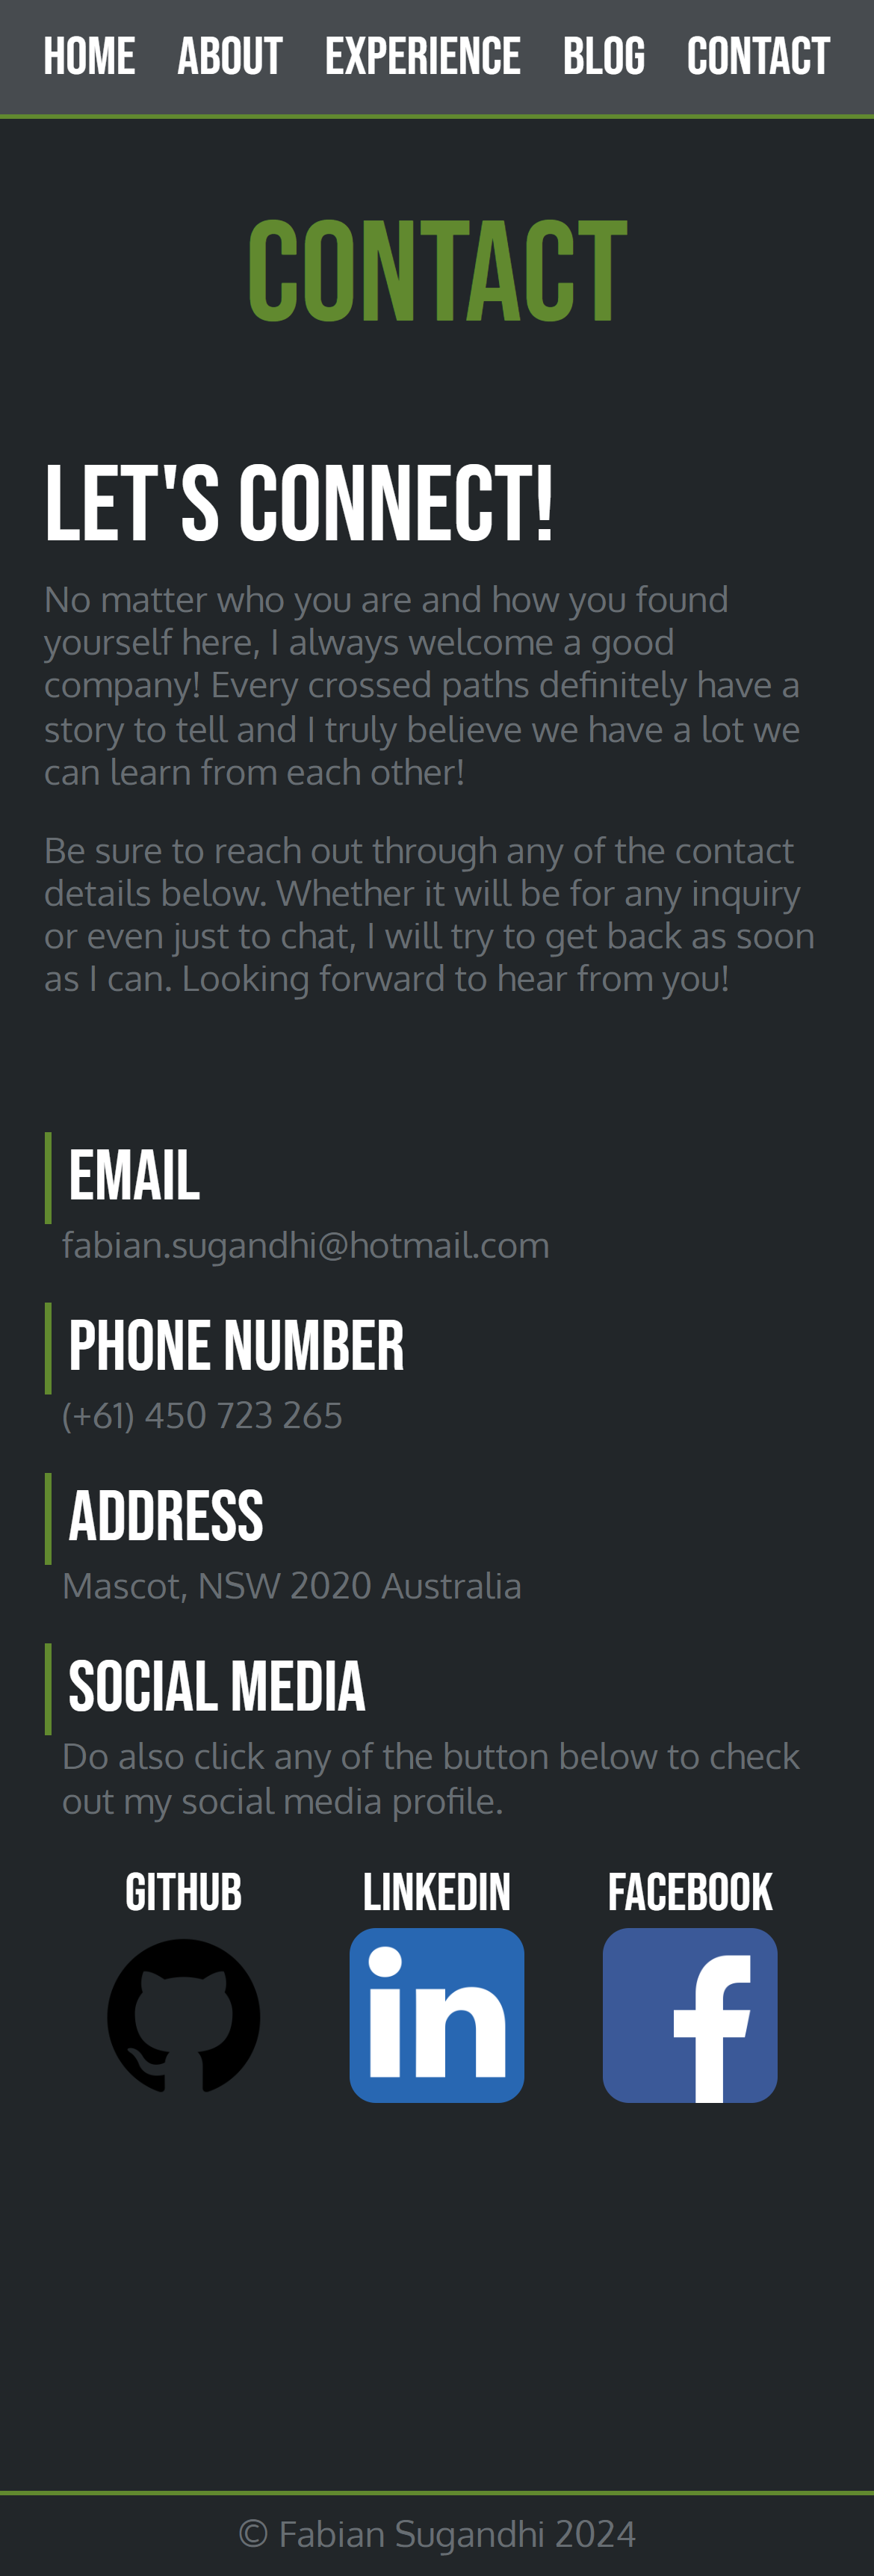 HOME ABOUT EXPERIENCE BLOG CONTACT
CONTACT
LET'S CONNECT!
No matter who you are and how you found
yourself here, I always welcome a good
company! Every crossed paths definitely have a
story to tell and I truly believe we have a lot we
can learn from each other!
Be sure to reach out through any of the contact
details below. Whether it will be for any inquiry
or even just to chat, I will try to get back as soon
as I can. Looking forward to hear from you!
EMAIL
fabian.sugandhi@hotmail.com
PHONE NUMBER
(+61) 450 723 265
ADDRESS
Mascot, NSW 2020 Australia
SOCIAL MEDIA
Do also click any of the button below to check
out my social media profile.
GITHUB LINKEDIN FACEBOOK
in f
© Fabian Sugandhi 2024